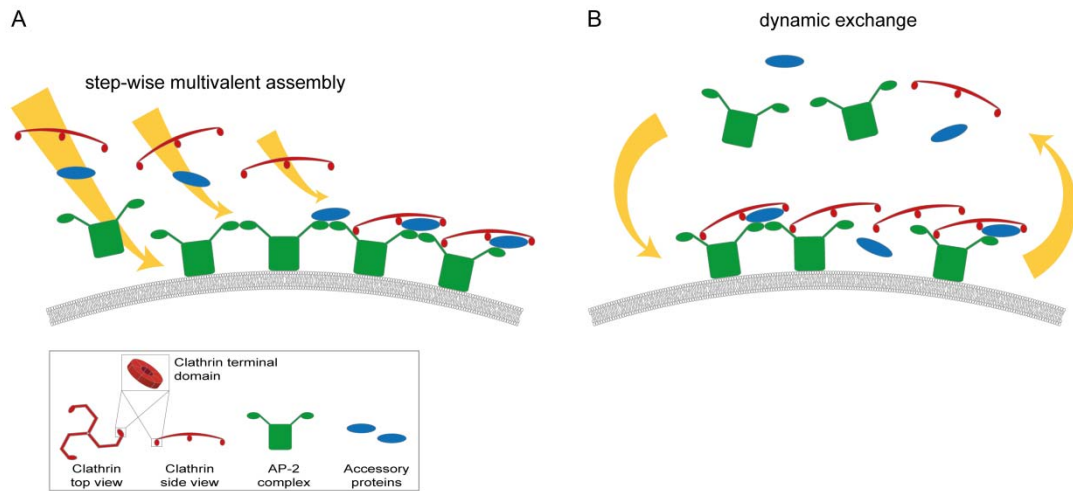 A
step-wise multivalent assembly
B
dynamic exchange
Clathrin terminal
domain
Clathrin
top view
Clathrin
side view
AP-2
complex
Accessory
proteins